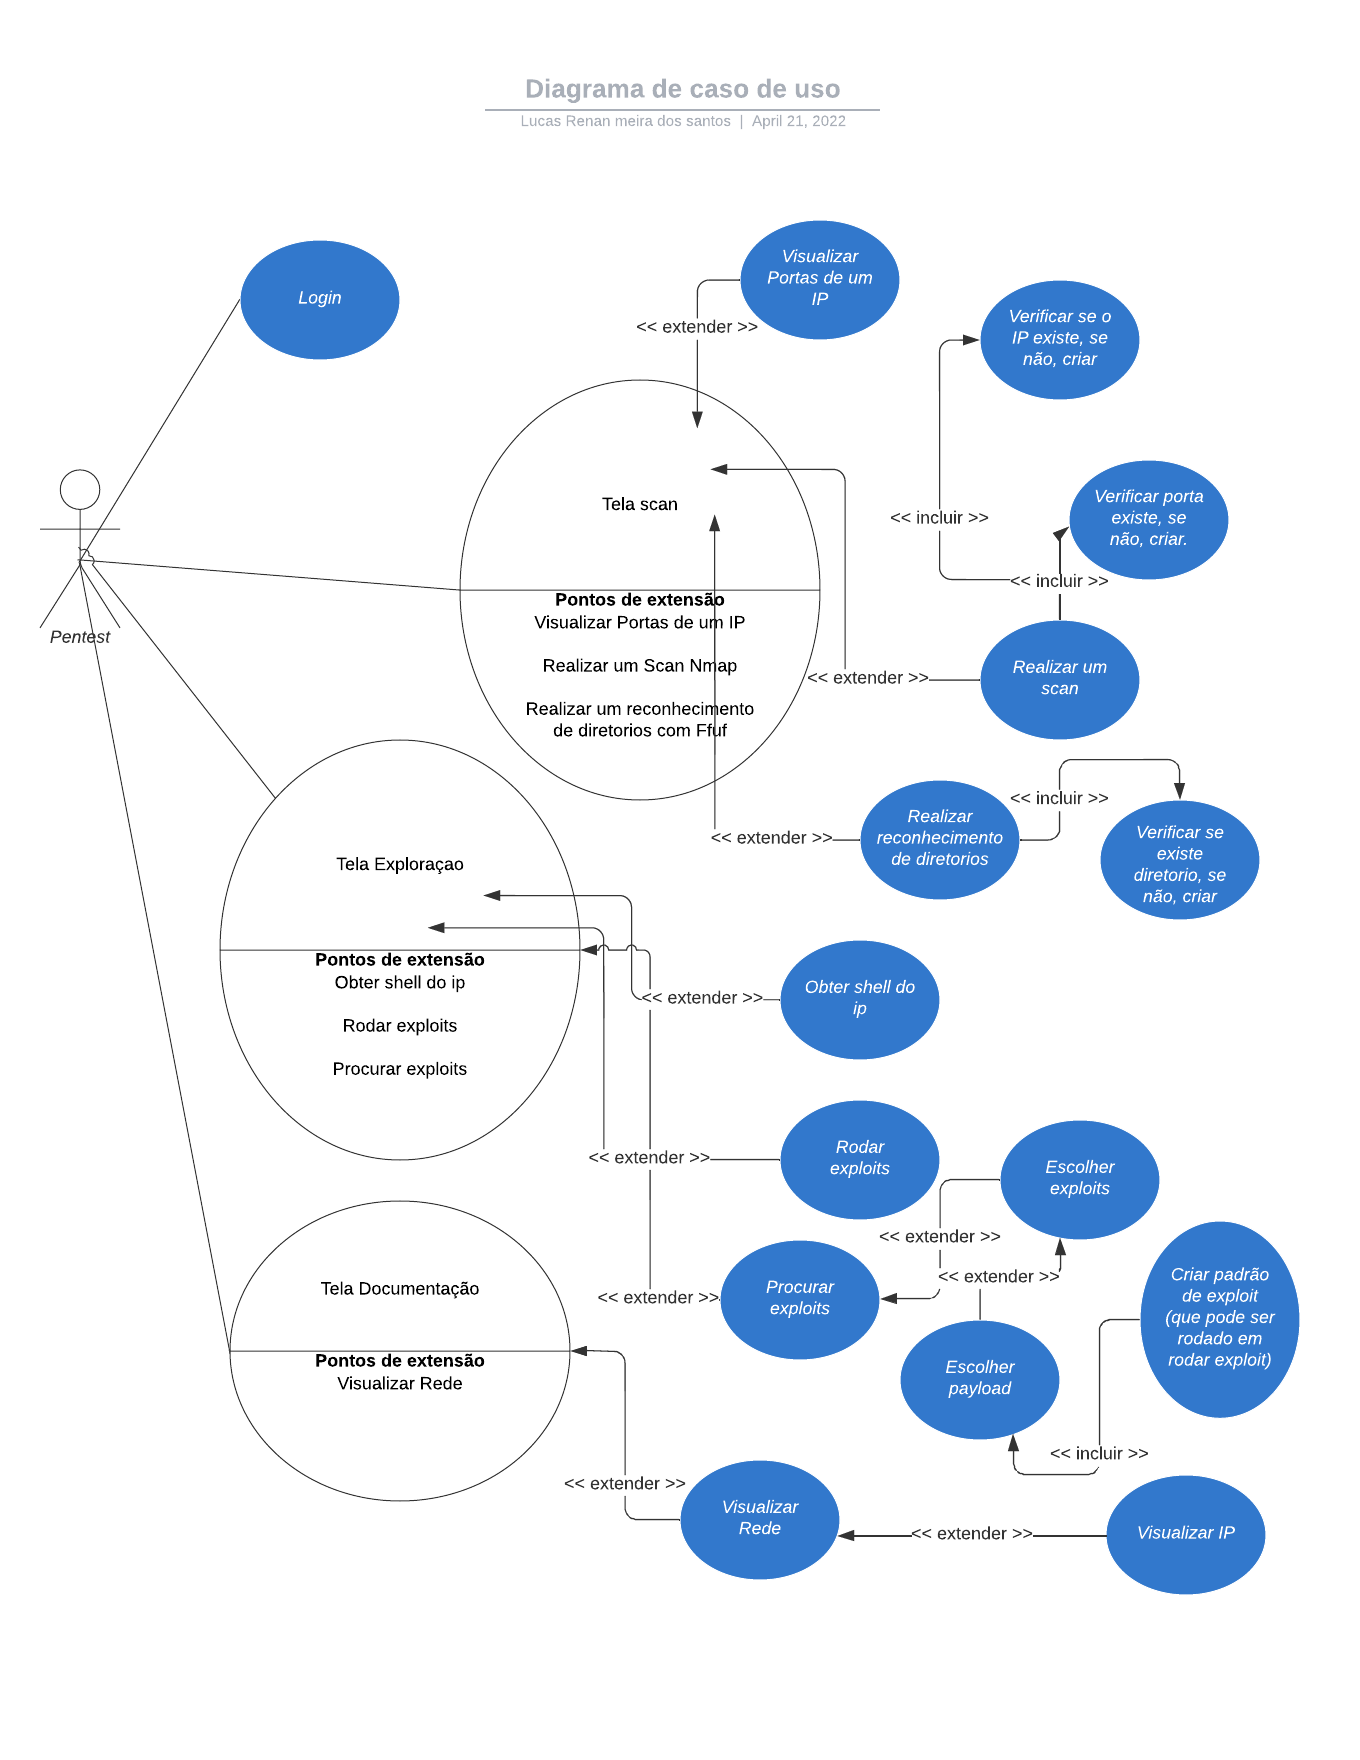 Diagrama de caso de uso
Lucas Renan meira dos santos | April 21, 2022
Login
Visualizar
Portas de um
IP
<< extender >>
Verificar se o
IP existe, se
não, criar
Tela scan
<< incluir >>
Verificar porta
existe, se
não, criar.
<< incluir >>
Pentest
Pontos de extensão
Visualizar Portas de um IP
Realizar um Scan Nmap
Realizar um reconhecimento
de diretorios com Ffuf
<< extender >>
Realizar um
scan
<< extender >>
Realizar
reconhecimento
de diretorios
<< incluir >>
Verificar se
existe
diretorio, se
não, criar
Tela Exploraçao
Pontos de extensão
Obter shell do ip
Rodar exploits
Procurar exploits
<< extender >>
Obter shell do
ip
<< extender >>
Rodar
exploits
Escolher
exploits
<< extender >>
<< extender >>
<< extender >>
Procurar
exploits
Criar padrão
de exploit
(que pode ser
rodado em
rodar exploit)
Tela Documentação
Pontos de extensão
Visualizar Rede
Escolher
payload
<< incluir >>
<< extender >>
Visualizar
Rede
<< extender >>
Visualizar IP